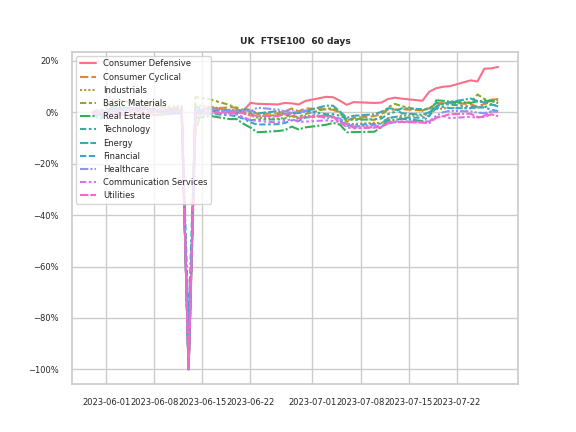 UK FTSE100 60 days
20%
0%
−20%
−40%
−60%
−80%
−100%
Consumer Defensive
Consumer Cyclical
Industrials
Basic Materials
Real Estate
Technology
Energy
Financial
Healthcare
Communication Services
Utilities
2023-06-01 2023-06-08 2023-06-15 2023-06-22 2023-07-01 2023-07-08 2023-07-15 2023-07-22